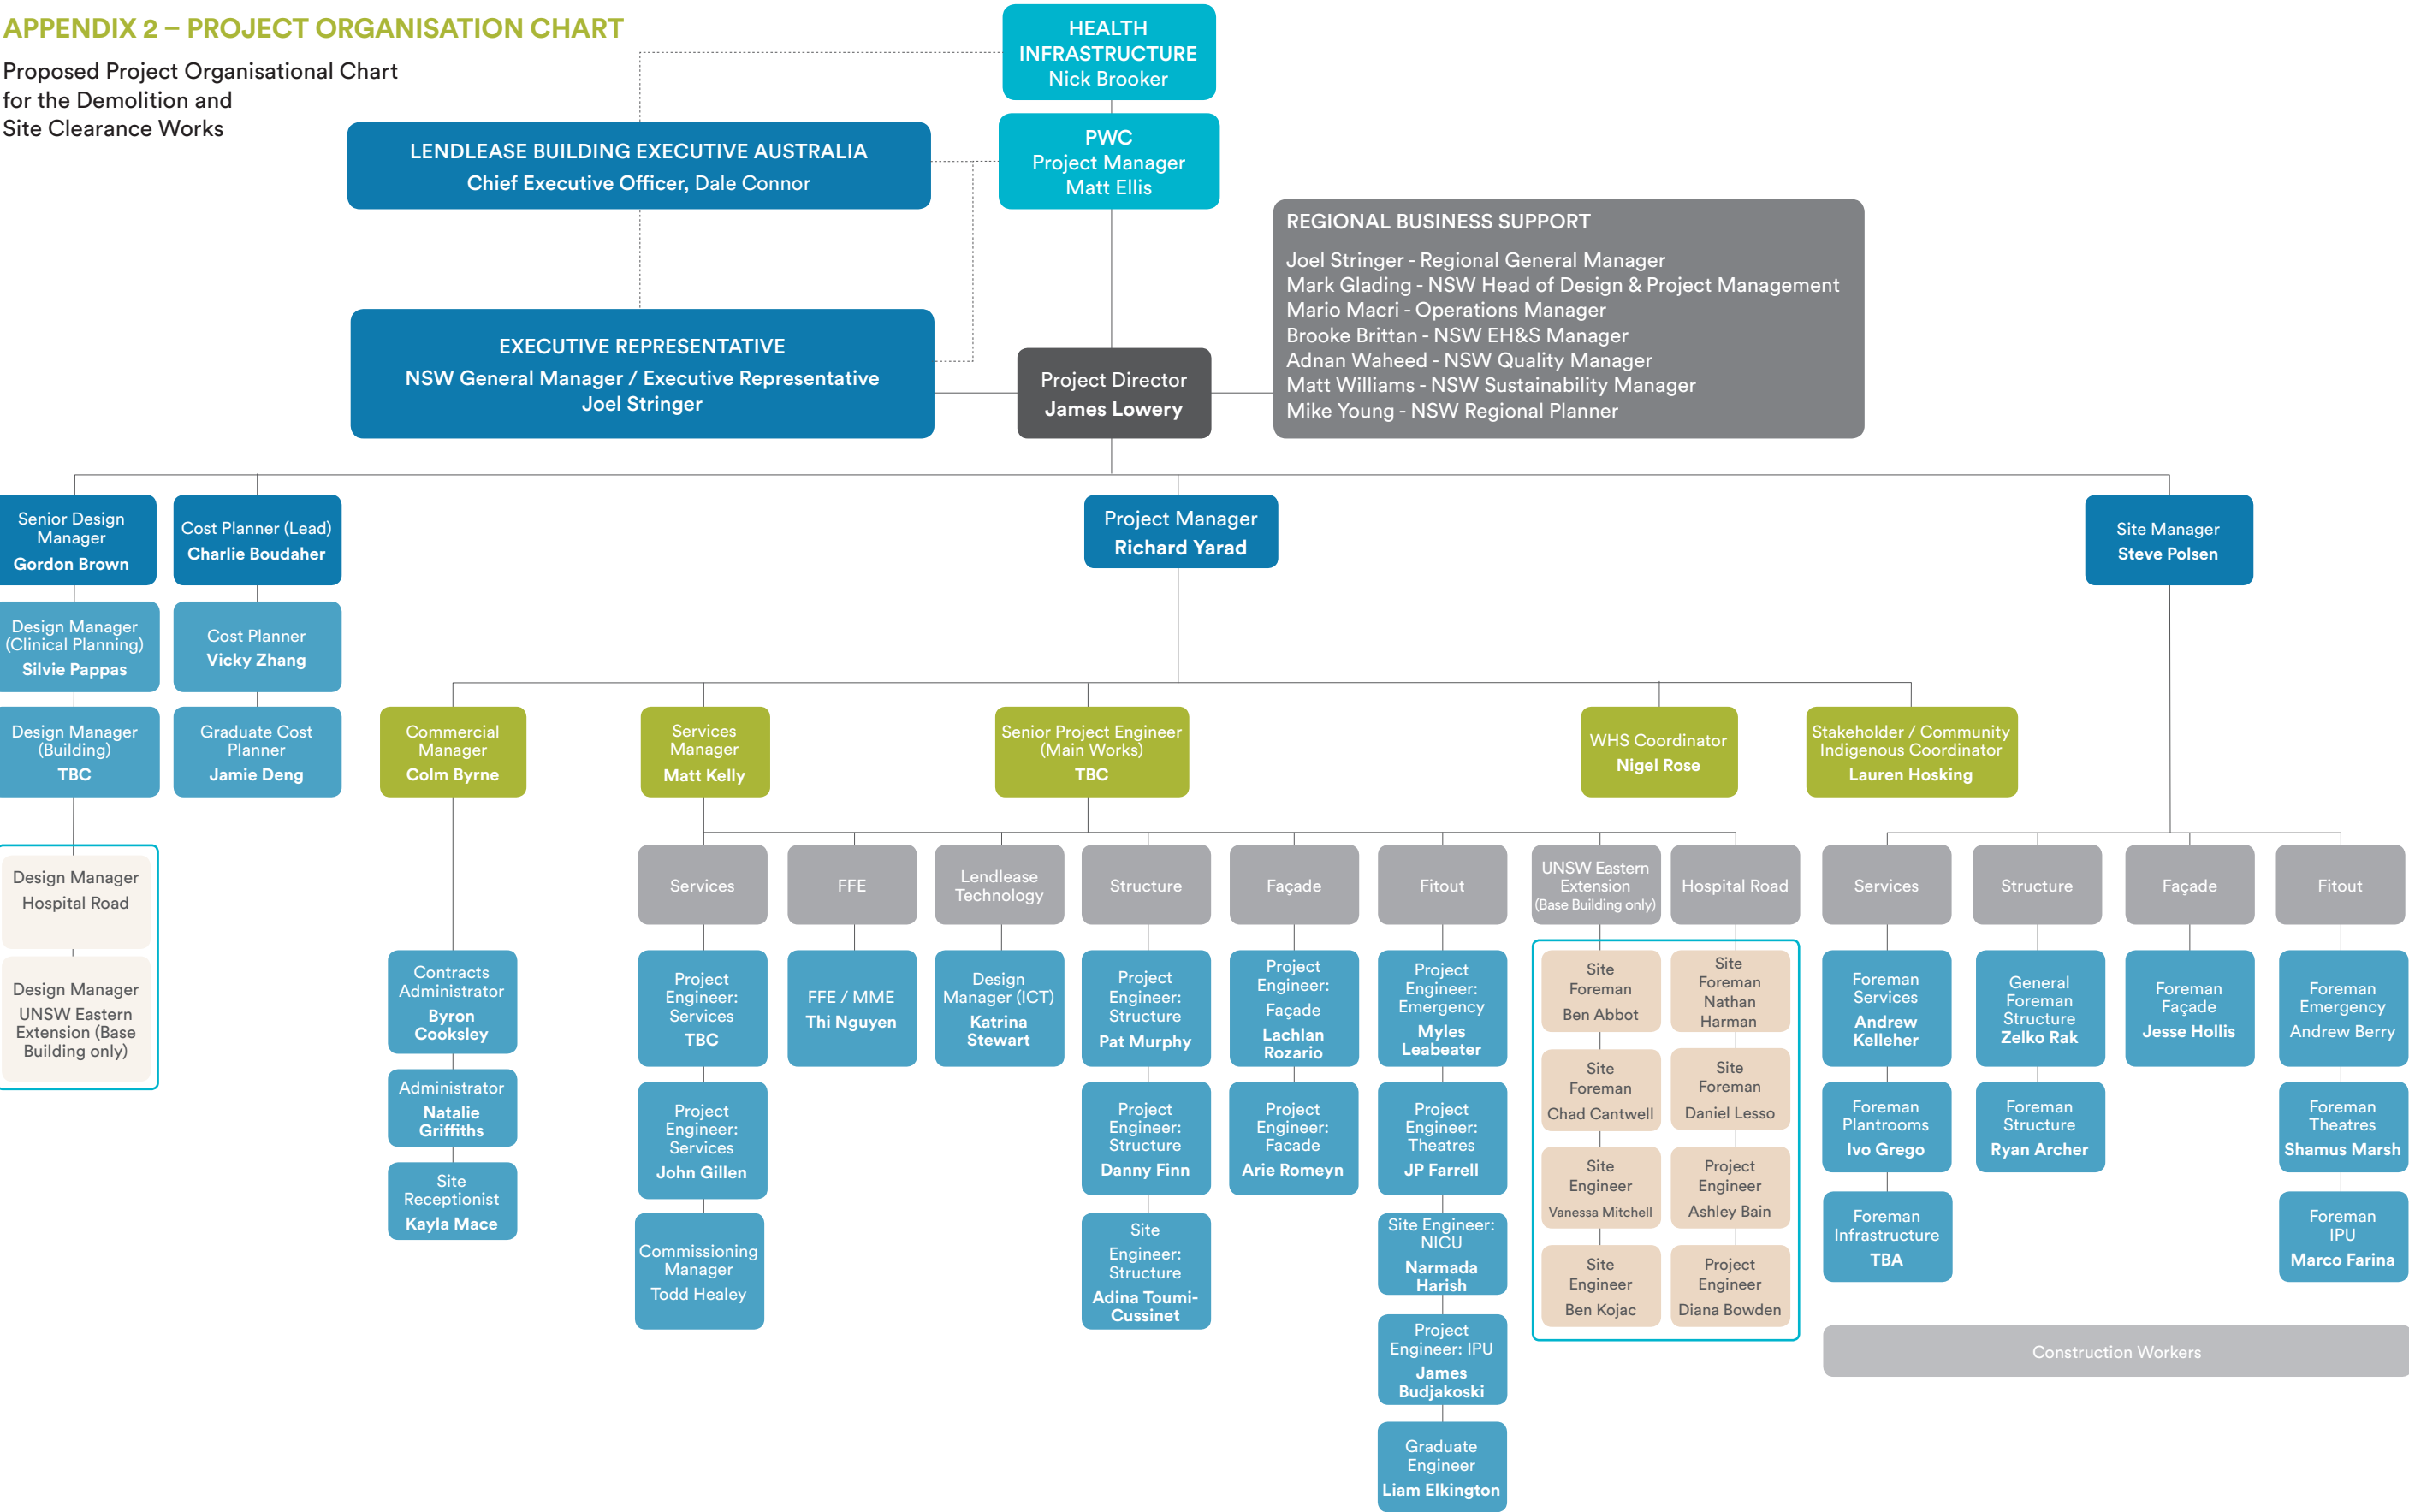 APPENDIX 2 – PROJECT ORGANISATION CHART
Proposed Project Organisational Chart
for the Demolition and
Site Clearance Works
HEALTH
INFRASTRUCTURE
Nick Brooker
LENDLEASE BUILDING EXECUTIVE AUSTRALIA
Chief Executive Officer, Dale Connor
PWC
Project Manager
Matt Ellis
EXECUTIVE REPRESENTATIVE
NSW General Manager / Executive Representative
Joel Stringer
Project Director
James Lowery
REGIONAL BUSINESS SUPPORT
Joel Stringer - Regional General Manager
Mark Glading - NSW Head of Design & Project Management
Mario Macri - Operations Manager
Brooke Brittan - NSW EH&S Manager
Adnan Waheed - NSW Quality Manager
Matt Williams - NSW Sustainability Manager
Mike Young - NSW Regional Planner
Senior Design
Manager
Gordon Brown
Cost Planner (Lead)
Charlie Boudaher
Project Manager
Richard Yarad
Site Manager
Steve Polsen
Design Manager
(Clinical Planning)
Silvie Pappas
Cost Planner
Vicky Zhang
Design Manager
(Building)
TBC
Graduate Cost
Planner
Jamie Deng
Commercial
Manager
Colm Byrne
Services
Manager
Matt Kelly
Senior Project Engineer
(Main Works)
TBC
WHS Coordinator
Nigel Rose
Stakeholder / Community
Indigenous Coordinator
Lauren Hosking
Design Manager
Hospital Road
Design Manager
UNSW Eastern
Extension (Base
Building only)
Services
FFE
Lendlease
Technology
Structure
Façade
Fitout
UNSW Eastern
Extension
(Base Building only)
Hospital Road
Services
Structure
Façade
Fitout
Contracts
Administrator
Byron
Cooksley
Administrator
Natalie
Griffiths
Site
Receptionist
Kayla Mace
Project
Engineer:
Services
TBC
Project
Engineer:
Services
John Gillen
Commissioning
Manager
Todd Healey
FFE / MME
Thi Nguyen
Design
Manager (ICT)
Katrina
Stewart
Project
Engineer:
Structure
Pat Murphy
Project
Engineer:
Structure
Danny Finn
Site
Engineer:
Structure
Adina Toumi-
Cussinet
Project
Engineer:
Façade
Lachlan
Rozario
Project
Engineer:
Facade
Arie Romeyn
Project
Engineer:
Emergency
Myles
Leabeater
Project
Engineer:
Theatres
JP Farrell
Site Engineer:
NICU
Narmada
Harish
Project
Engineer: IPU
James
Budjakoski
Graduate
Engineer
Liam Elkington
Site
Foreman
Ben Abbot
Site
Foreman
Chad Cantwell
Site
Engineer
Vanessa Mitchell
Site
Engineer
Ben Kojac
Site
Foreman
Nathan
Harman
Site
Foreman
Daniel Lesso
Project
Engineer
Ashley Bain
Project
Engineer
Diana Bowden
Foreman
Services
Andrew
Kelleher
Foreman
Plantrooms
Ivo Grego
Foreman
Infrastructure
TBA
General
Foreman
Structure
Zelko Rak
Foreman
Structure
Ryan Archer
Foreman
Façade
Jesse Hollis
Foreman
Emergency
Andrew Berry
Foreman
Theatres
Shamus Marsh
Foreman
IPU
Marco Farina
Construction Workers